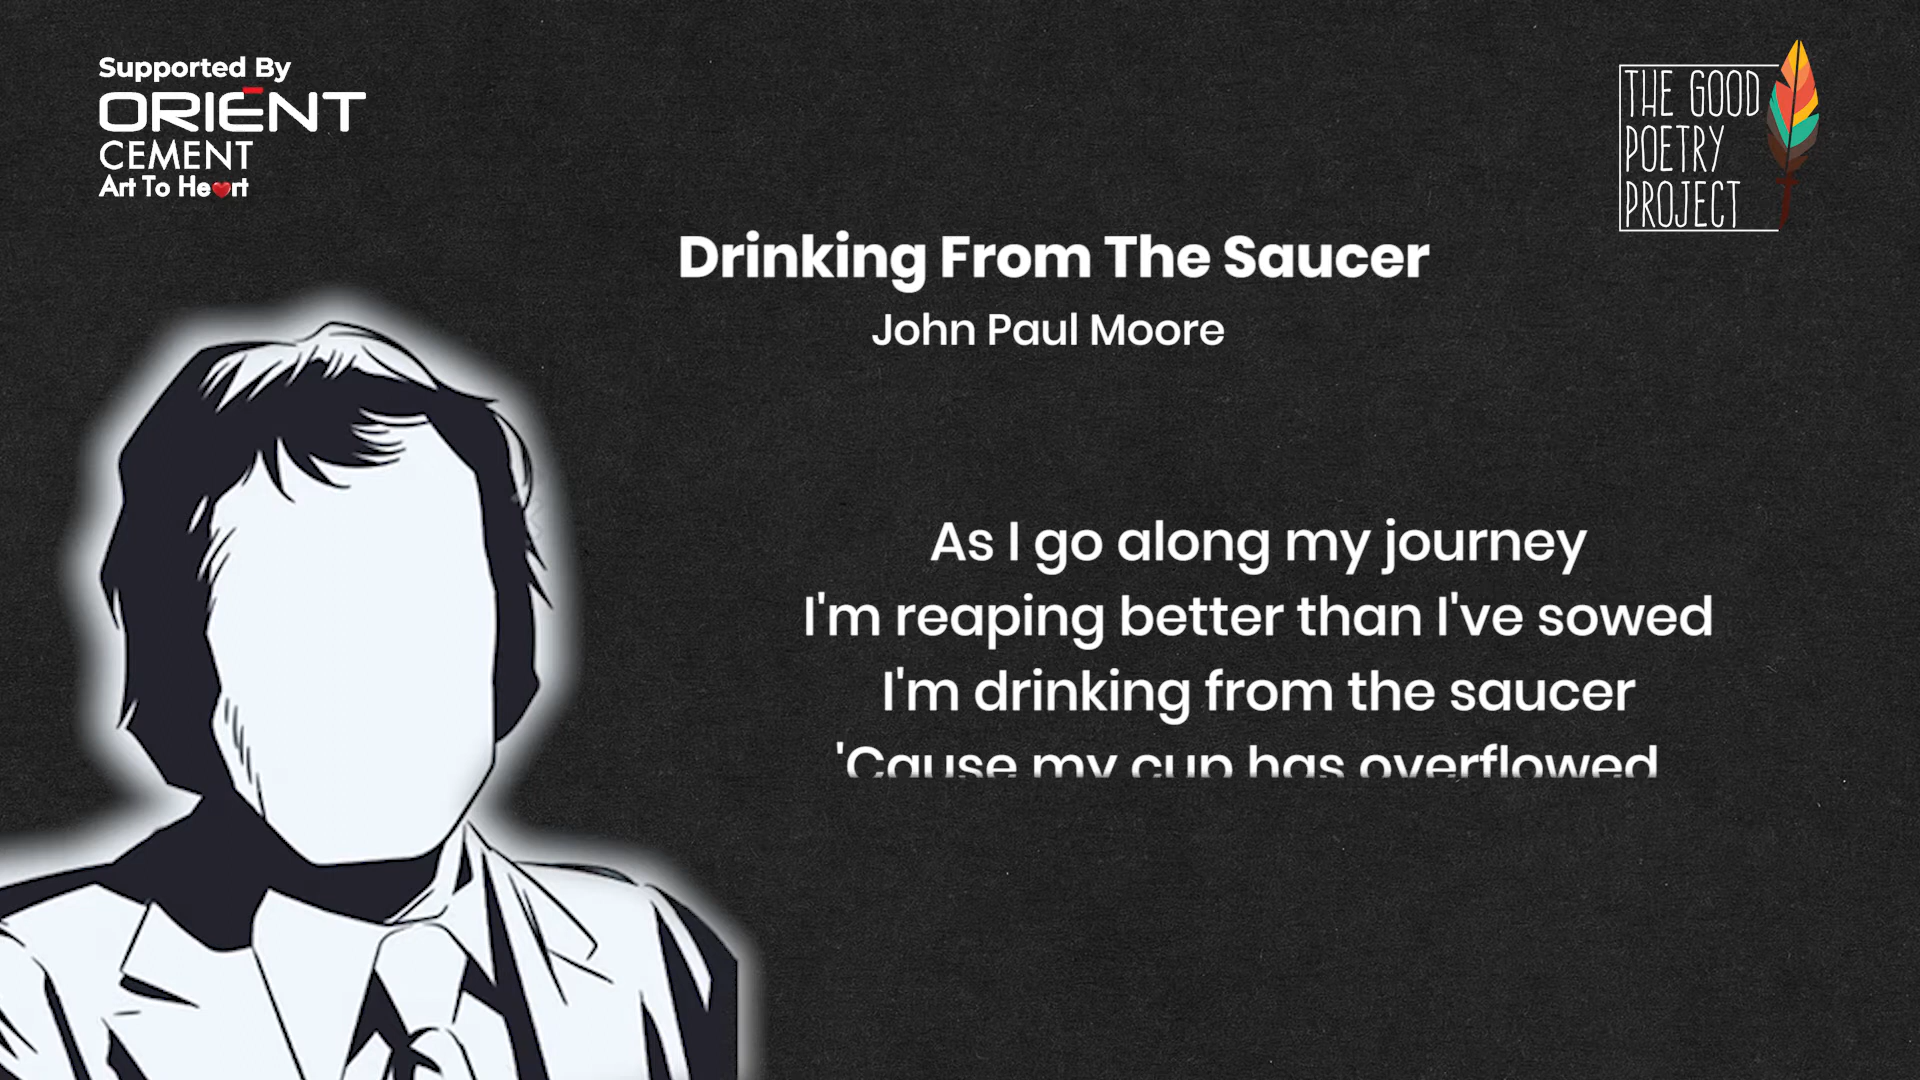 Supported By
ORIENT
CEMENT
Art To Heart
THE GOOD
POETRY
PROJECT
Drinking From The Saucer
John Paul Moore
As I go along my journey
I'm reaping better than I've sowed
I'm drinking from the saucer
'Cause my cup has overflowed